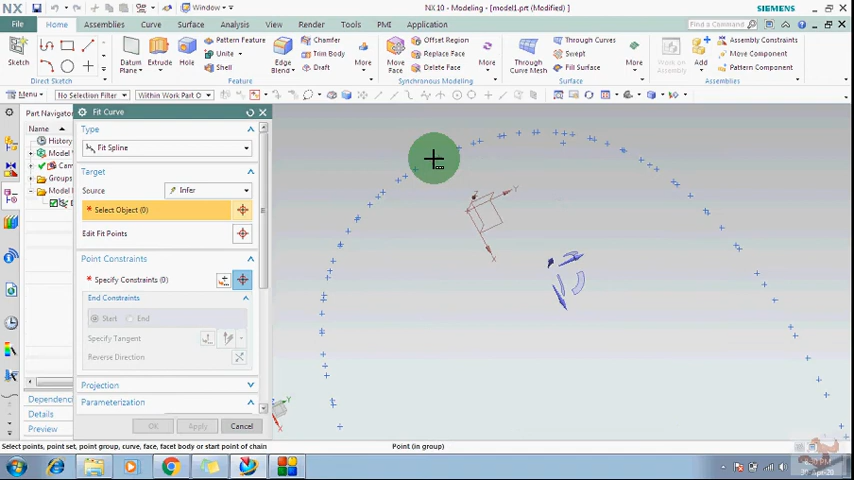 NX
Window
NX 10 - Modeling - [model1.prt (Modified) ]
SIEMENS
File Home Assemblies Curve Surface Analysis View Render Tools PMI Application
Find a Command
Sketch
Direct Sketch
Datum Plane
Extrude
Hole
Pattern Feature
Unite
Shell
Edge Blend
Chamfer
Trim Body
Draft
More
Feature
Move Face
Offset Region
Replace Face
Delete Face
More
Synchronous Modeling
Through Curve Mesh
Through Curves
Swept
Fill Surface
More
Surface
Add
Assembly Constraints
Move Component
Pattern Component
Assemblies
Menu
No Selection Filter
Within Work Part O
Part Navigator
Name
History
Model
Cam
Groups
Model
Dependenc
Details
Preview
Fit Curve
Type
Fit Spline
Target
Source
Infer
* Select Object (0)
Edit Fit Points
Point Constraints
* Specify Constraints (0)
End Constraints
Start
End
Specify Tangent
Reverse Direction
Projection
Parameterization
OK
Apply
Cancel
Z
Y
X
Y
X
Select points, point set, point group, curve, face, facet body or start point of chain
Point (in group)